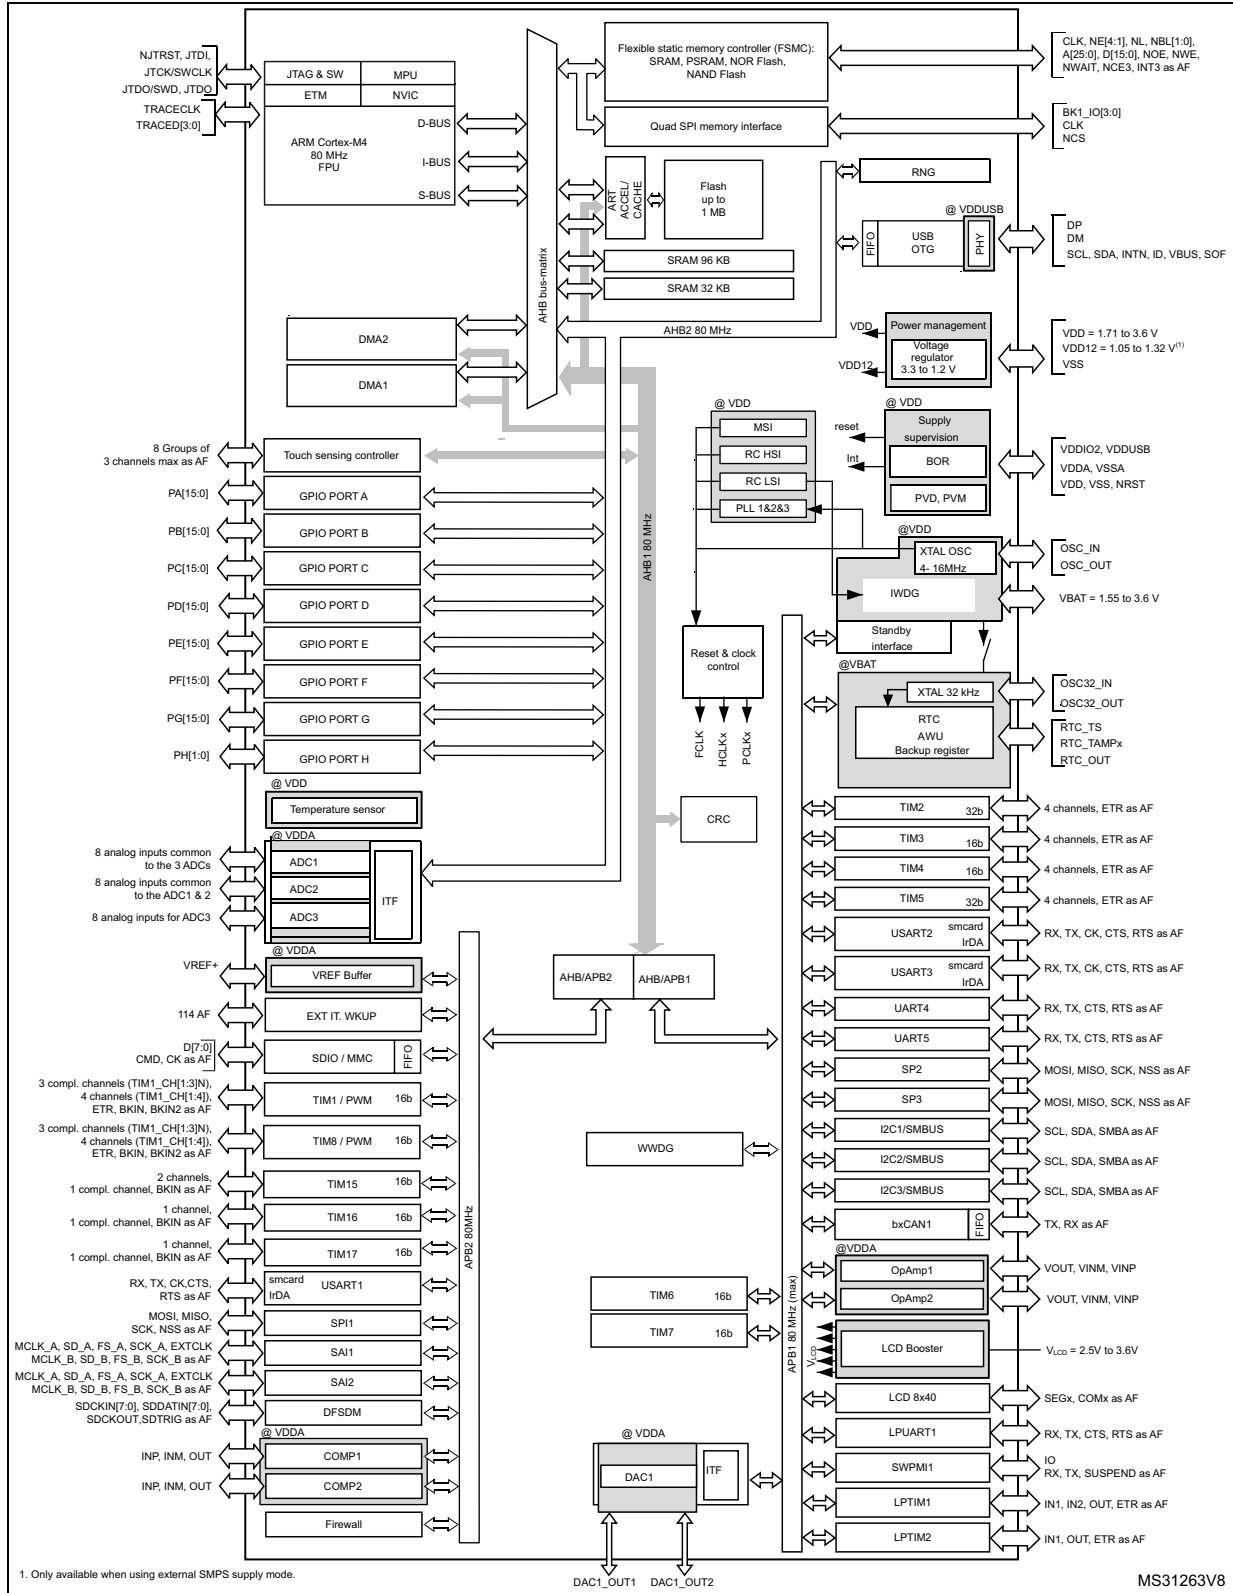 NJTRST, JTDI,
JTCK/SWCLK
JTDO/SWD, JTDO
TRACECLK
TRACED[3:0]
JTAG & SW
MPU
ETM
NVIC
ARM Cortex-M4
80 MHz
FPU
D-BUS
I-BUS
S-BUS
AHB bus-matrix
Flexible static memory controller (FSMC):
SRAM, PSRAM, NOR Flash,
NAND Flash
CLK, NE[4:1], NL, NBL[1:0],
A[25:0], D[15:0], NOE, NWE,
NWAIT, NCE3, INT3 as AF
Quad SPI memory interface
BK1_IO[3:0]
CLK
NCS
ART
ACCEL/
CACHE
Flash
up to
1 MB
RNG
@ VDDUSB
FIFO
USB
OTG
PHY
DP
DM
SCL, SDA, INTN, ID, VBUS, SOF
SRAM 96 KB
SRAM 32 KB
AHB2 80 MHz
DMA2
DMA1
VDD
Power management
Voltage
regulator
3.3 to 1.2 V
VDD12
VDD = 1.71 to 3.6 V
VDD12 = 1.05 to 1.32 V(1)
VSS
@ VDD
MSI
RC HSI
RC LSI
PLL 1&2&3
@ VDD
reset
Int
Supply
supervision
BOR
PVD, PVM
VDDIO2, VDDUSB
VDDA, VSSA
VDD, VSS, NRST
8 Groups of
3 channels max as AF
Touch sensing controller
PA[15:0]
GPIO PORT A
PB[15:0]
GPIO PORT B
PC[15:0]
GPIO PORT C
PD[15:0]
GPIO PORT D
PE[15:0]
GPIO PORT E
PF[15:0]
GPIO PORT F
PG[15:0]
GPIO PORT G
PH[1:0]
GPIO PORT H
AHB1 80 MHz
@VDD
XTAL OSC
4- 16MHz
IWDG
OSC_IN
OSC_OUT
VBAT = 1.55 to 3.6 V
Standby
interface
@VBAT
XTAL 32 kHz
RTC
AWU
Backup register
OSC32_IN
OSC32_OUT
RTC_TS
RTC_TAMPx
RTC_OUT
Reset & clock
control
FCLK
HCLKx
PCLKx
@ VDD
Temperature sensor
@ VDDA
8 analog inputs common
to the 3 ADCs
8 analog inputs common
to the ADC1 & 2
8 analog inputs for ADC3
ADC1
ADC2
ADC3
ITF
CRC
@ VDDA
VREF+
VREF Buffer
AHB/APB2
AHB/APB1
114 AF
EXT IT. WKUP
D[7:0]
CMD, CK as AF
SDIO / MMC
FIFO
3 compl. channels (TIM1_CH[1:3]N),
4 channels (TIM1_CH[1:4]),
ETR, BKIN, BKIN2 as AF
TIM1 / PWM
16b
3 compl. channels (TIM1_CH[1:3]N),
4 channels (TIM1_CH[1:4]),
ETR, BKIN, BKIN2 as AF
TIM8 / PWM
16b
2 channels,
1 compl. channel, BKIN as AF
TIM15
16b
1 channel,
1 compl. channel, BKIN as AF
TIM16
16b
1 channel,
1 compl. channel, BKIN as AF
TIM17
16b
RX, TX, CK,CTS,
RTS as AF
smcard
IrDA
USART1
MOSI, MISO,
SCK, NSS as AF
SPI1
MCLK_A, SD_A, FS_A, SCK_A, EXTCLK
MCLK_B, SD_B, FS_B, SCK_B as AF
SAI1
MCLK_A, SD_A, FS_A, SCK_A, EXTCLK
MCLK_B, SD_B, FS_B, SCK_B as AF
SAI2
SDCKIN[7:0], SDDATIN[7:0],
SDCKOUT,SDTRIG as AF
DFSDM
@ VDDA
INP, INM, OUT
COMP1
INP, INM, OUT
COMP2
Firewall
APB2 80MHz
WWDG
TIM6
16b
TIM7
16b
@ VDDA
DAC1
ITF
DAC1_OUT1
DAC1_OUT2
APB1 80 MHz (max)
TIM2
32b
4 channels, ETR as AF
TIM3
16b
4 channels, ETR as AF
TIM4
16b
4 channels, ETR as AF
TIM5
32b
4 channels, ETR as AF
USART2
smcard
IrDA
RX, TX, CK, CTS, RTS as AF
USART3
smcard
IrDA
RX, TX, CK, CTS, RTS as AF
UART4
RX, TX, CTS, RTS as AF
UART5
RX, TX, CTS, RTS as AF
SP2
MOSI, MISO, SCK, NSS as AF
SP3
MOSI, MISO, SCK, NSS as AF
I2C1/SMBUS
SCL, SDA, SMBA as AF
I2C2/SMBUS
SCL, SDA, SMBA as AF
I2C3/SMBUS
SCL, SDA, SMBA as AF
bxCAN1
FIFO
TX, RX as AF
@VDDA
OpAmp1
VOUT, VINM, VINP
OpAmp2
VOUT, VINM, VINP
VLCD
LCD Booster
VLCD = 2.5V to 3.6V
LCD 8x40
SEGx, COMx as AF
LPUART1
RX, TX, CTS, RTS as AF
SWPMI1
IO
RX, TX, SUSPEND as AF
LPTIM1
IN1, IN2, OUT, ETR as AF
LPTIM2
IN1, OUT, ETR as AF
1. Only available when using external SMPS supply mode.
MS31263V8